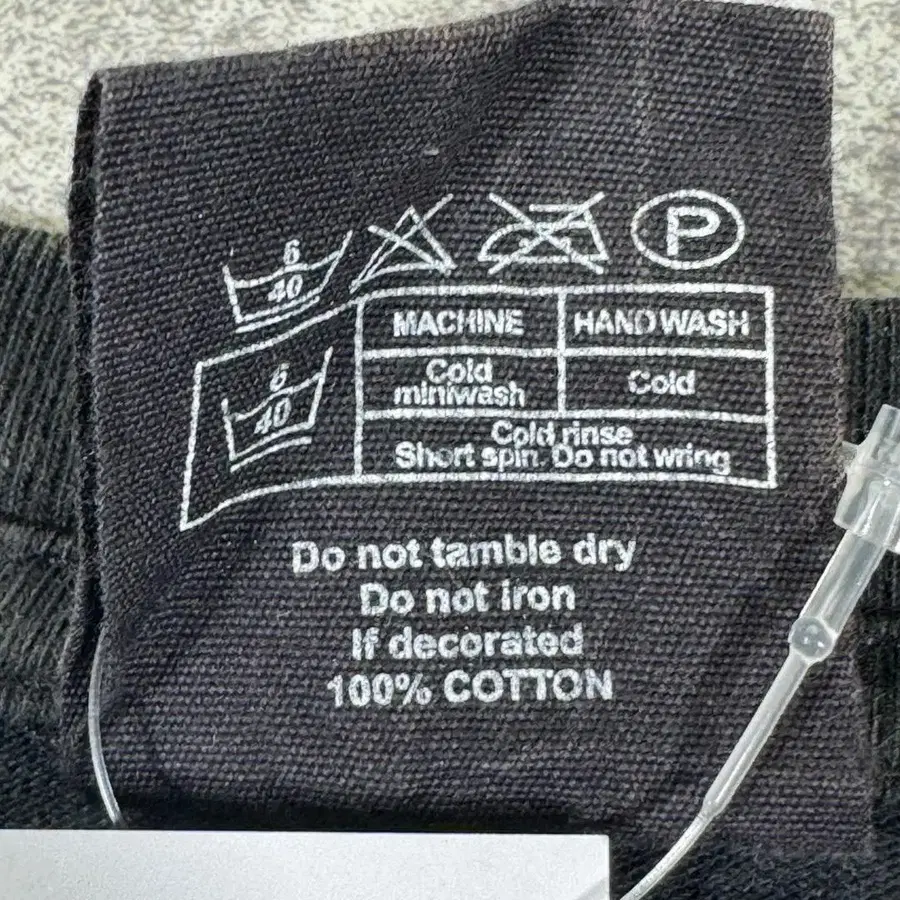 6
40
P
MACHINE HAND WASH
6
40
Cold
miniwash
Cold
Cold rinse
Short spin. Do not wring
Do not tamble dry
Do not iron
If decorated
100% COTTON